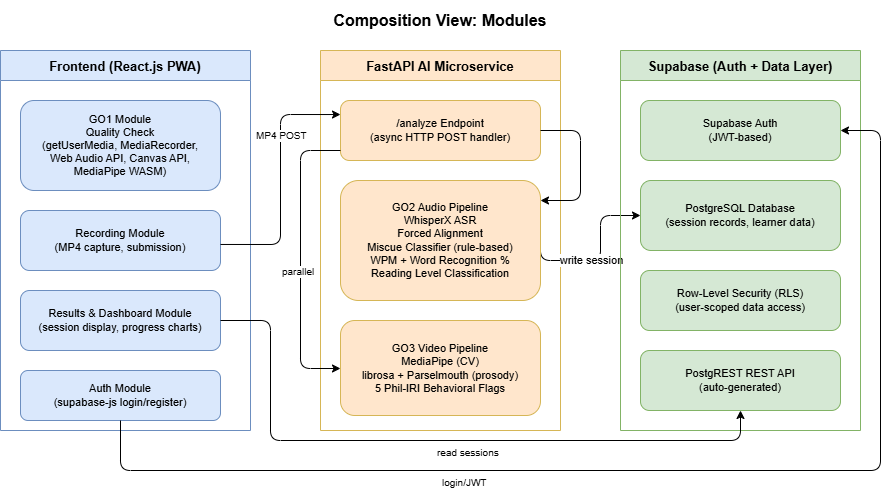 Composition View: Modules
Frontend (React.js PWA)
GO1 Module
Quality Check
(getUserMedia, MediaRecorder,
Web Audio API, Canvas API,
MediaPipe WASM)
Recording Module
(MP4 capture, submission)
Results & Dashboard Module
(session display, progress charts)
Auth Module
(supabase-js login/register)
MP4 POST
parallel
FastAPI AI Microservice
/analyze Endpoint
(async HTTP POST handler)
GO2 Audio Pipeline
WhisperX ASR
Forced Alignment
Miscue Classifier (rule-based)
WPM + Word Recognition %
Reading Level Classification
GO3 Video Pipeline
MediaPipe (CV)
librosa + Parselmouth (prosody)
5 Phil-IRI Behavioral Flags
write session
Supabase (Auth + Data Layer)
Supabase Auth
(JWT-based)
PostgreSQL Database
(session records, learner data)
Row-Level Security (RLS)
(user-scoped data access)
PostgREST REST API
(auto-generated)
read sessions
login/JWT